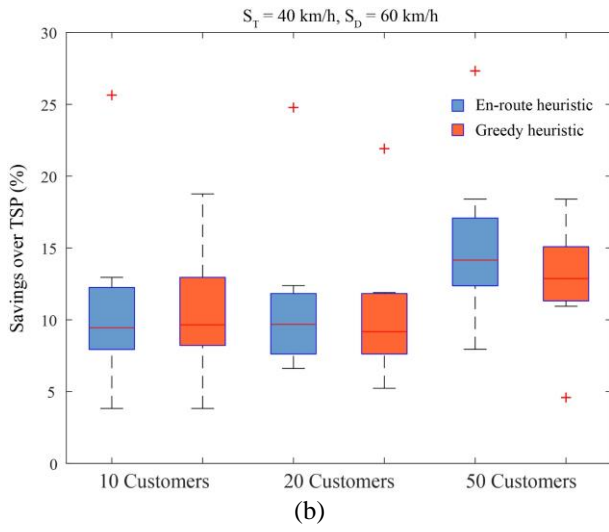 S_T = 40 km/h, S_D = 60 km/h
30
25
20
15
10
5
0
Savings over TSP (%)
En-route heuristic
Greedy heuristic
10 Customers
20 Customers
50 Customers
(b)